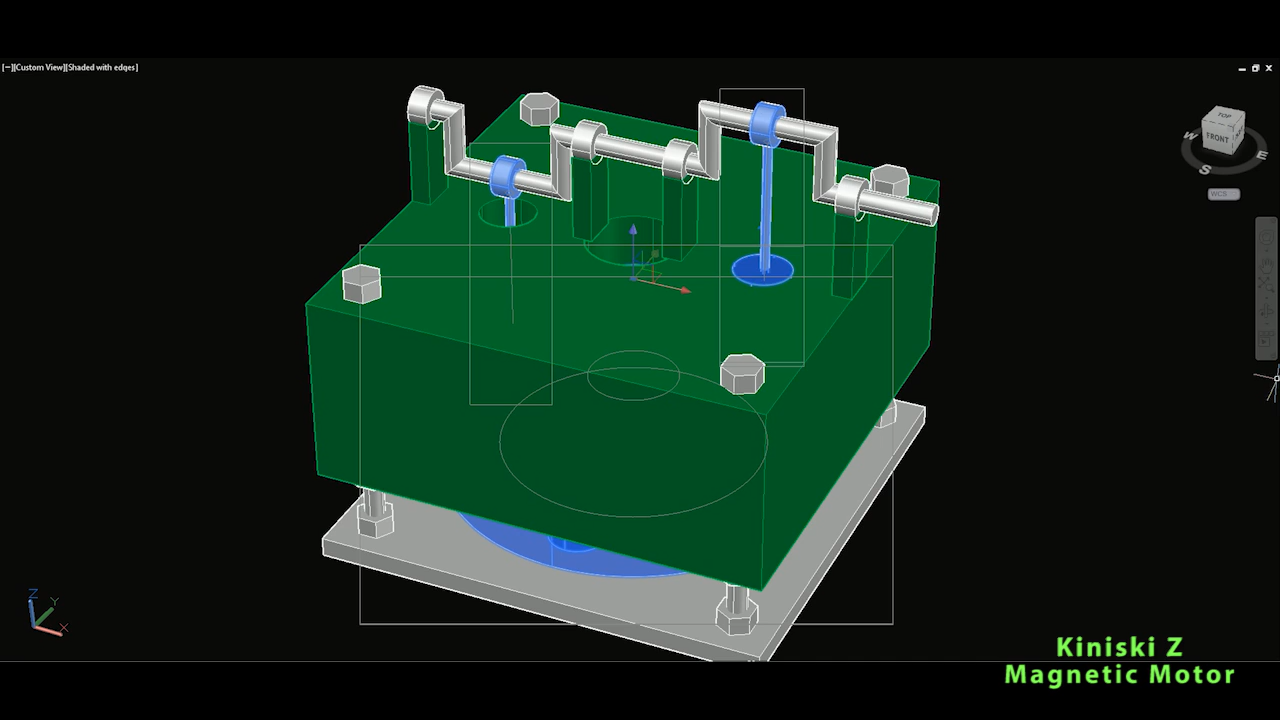 [−][Custom View][Shaded with edges]
TOP
FRONT
W
S
E
WCS
Z
Y
X
Kiniski Z
Magnetic Motor